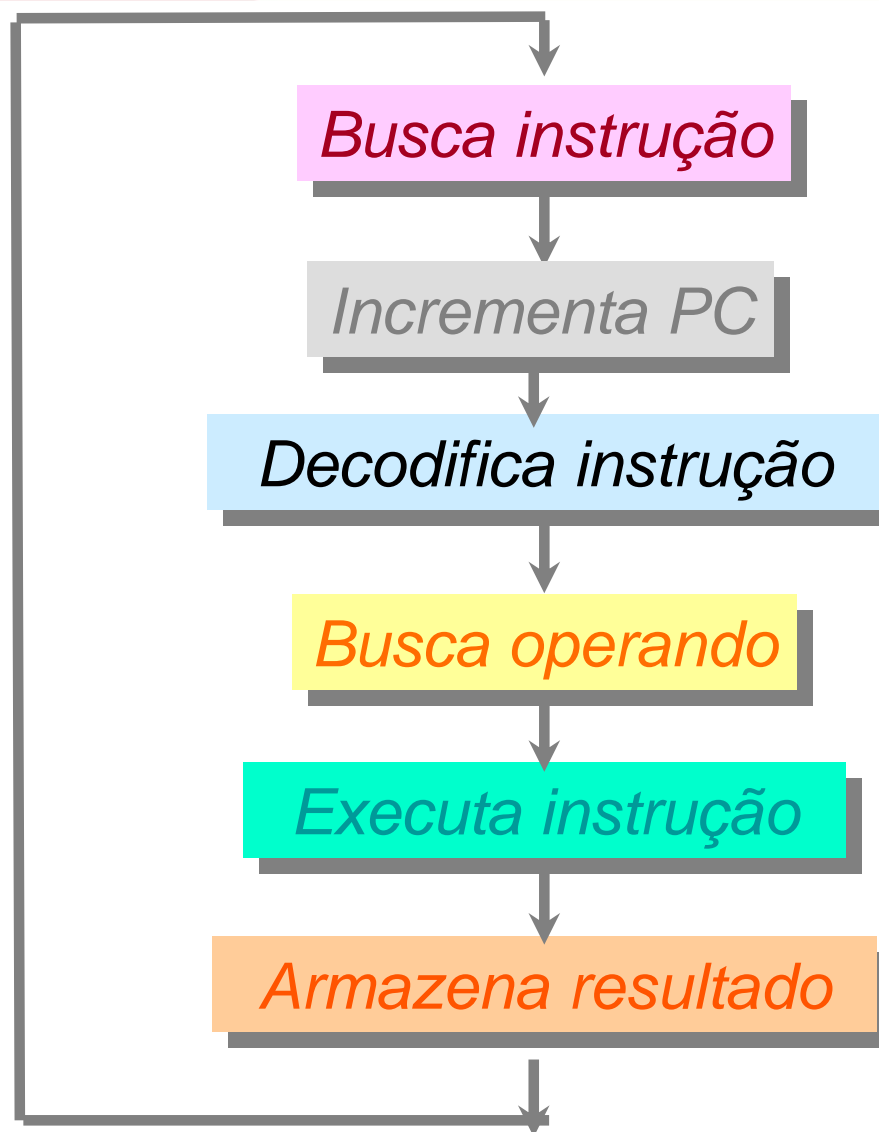 Busca instrução
Incrementa PC
Decodifica instrução
Busca operando
Executa instrução
Armazena resultado